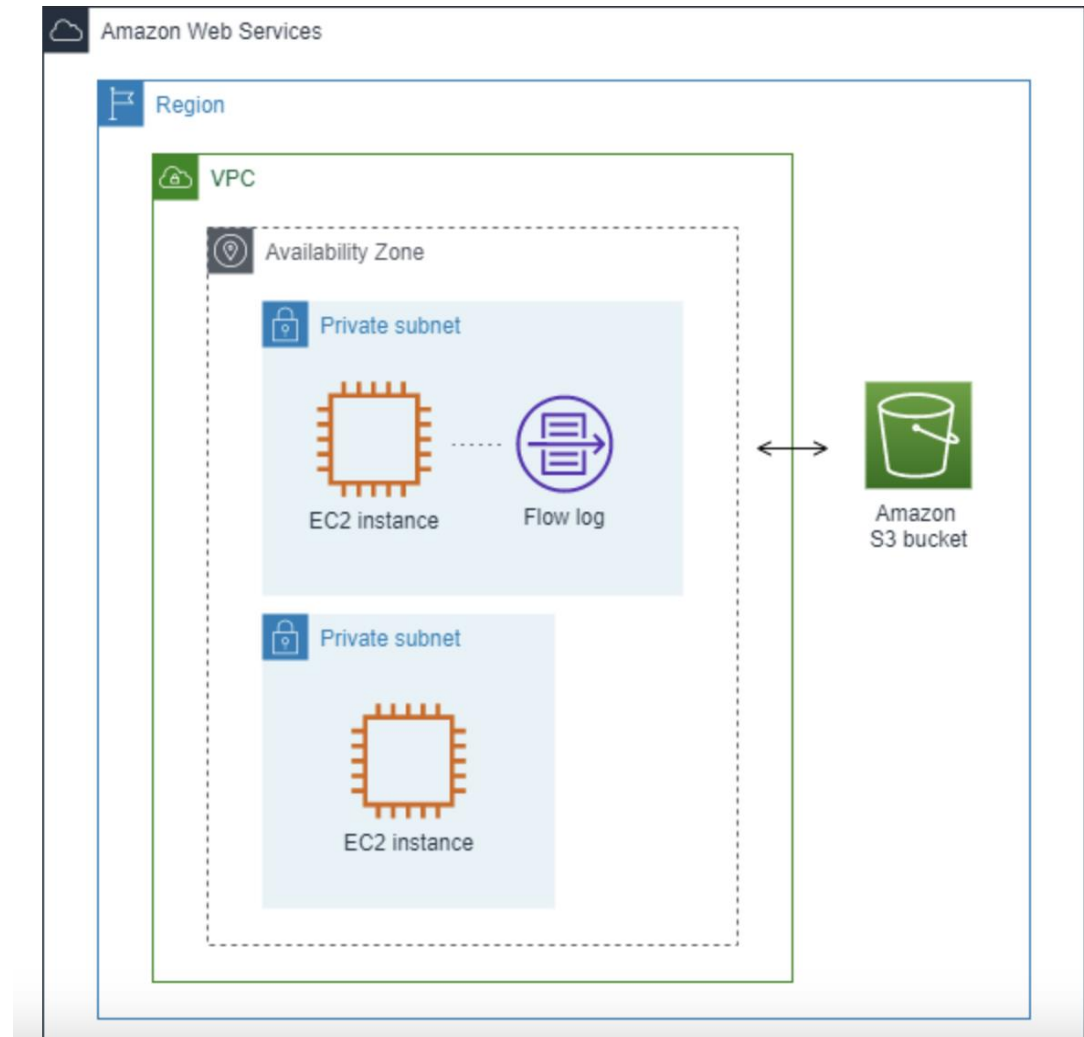 Amazon Web Services
Region
VPC
Availability Zone
Private subnet
EC2 instance
Flow log
Amazon
S3 bucket
Private subnet
EC2 instance